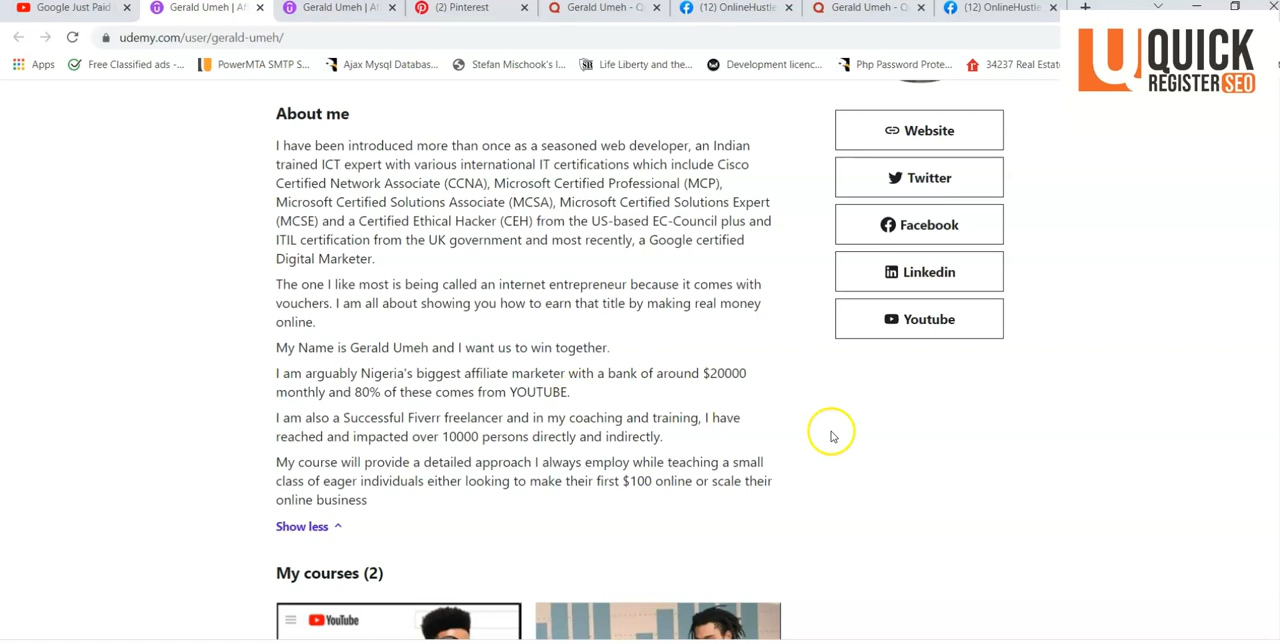 Google Just Paid
Gerald Umeh | Af
Gerald Umeh | Af
(2) Pinterest
Gerald Umeh - Q
(12) OnlineHustle
Gerald Umeh - Q
(12) OnlineHustle
udemy.com/user/gerald-umeh/
Apps
Free Classified ads -...
PowerMTA SMTP S...
Ajax Mysql Databas...
Stefan Mischook's l...
Life Liberty and the...
Development licenc...
Php Password Prote...
34237 Real Estate
QUICK
REGISTER SEO
About me
I have been introduced more than once as a seasoned web developer, an Indian
trained ICT expert with various international IT certifications which include Cisco
Certified Network Associate (CCNA), Microsoft Certified Professional (MCP),
Microsoft Certified Solutions Associate (MCSA), Microsoft Certified Solutions Expert
(MCSE) and a Certified Ethical Hacker (CEH) from the US-based EC-Council plus and
ITIL certification from the UK government and most recently, a Google certified
Digital Marketer.
The one I like most is being called an internet entrepreneur because it comes with
vouchers. I am all about showing you how to earn that title by making real money
online.
My Name is Gerald Umeh and I want us to win together.
I am arguably Nigeria's biggest affiliate marketer with a bank of around $20000
monthly and 80% of these comes from YOUTUBE.
I am also a Successful Fiverr freelancer and in my coaching and training, I have
reached and impacted over 10000 persons directly and indirectly.
My course will provide a detailed approach I always employ while teaching a small
class of eager individuals either looking to make their first $100 online or scale their
online business
Show less
Website
Twitter
Facebook
Linkedin
Youtube
My courses (2)
YouTube